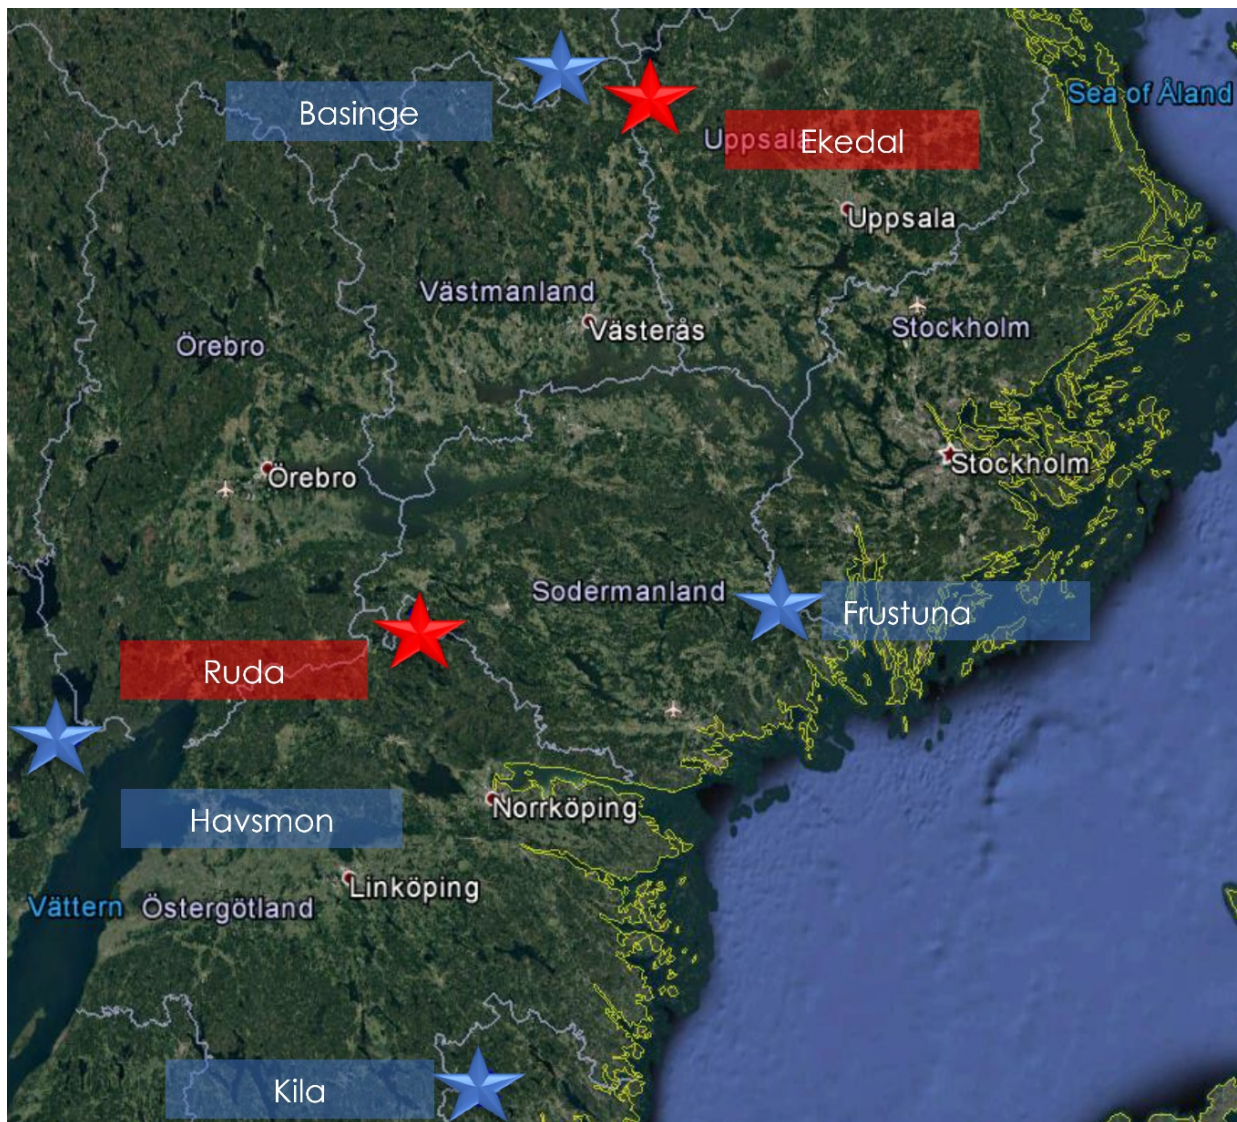 Sea of Åland
Basinge
Uppsala
Ekedal
Uppsala
Västmanland
Västerås
Stockholm
Örebro
Stockholm
Örebro
Sodermanland
Frustuna
Ruda
Havsmon
Norrköping
Linköping
Vättern
Östergötland
Kila